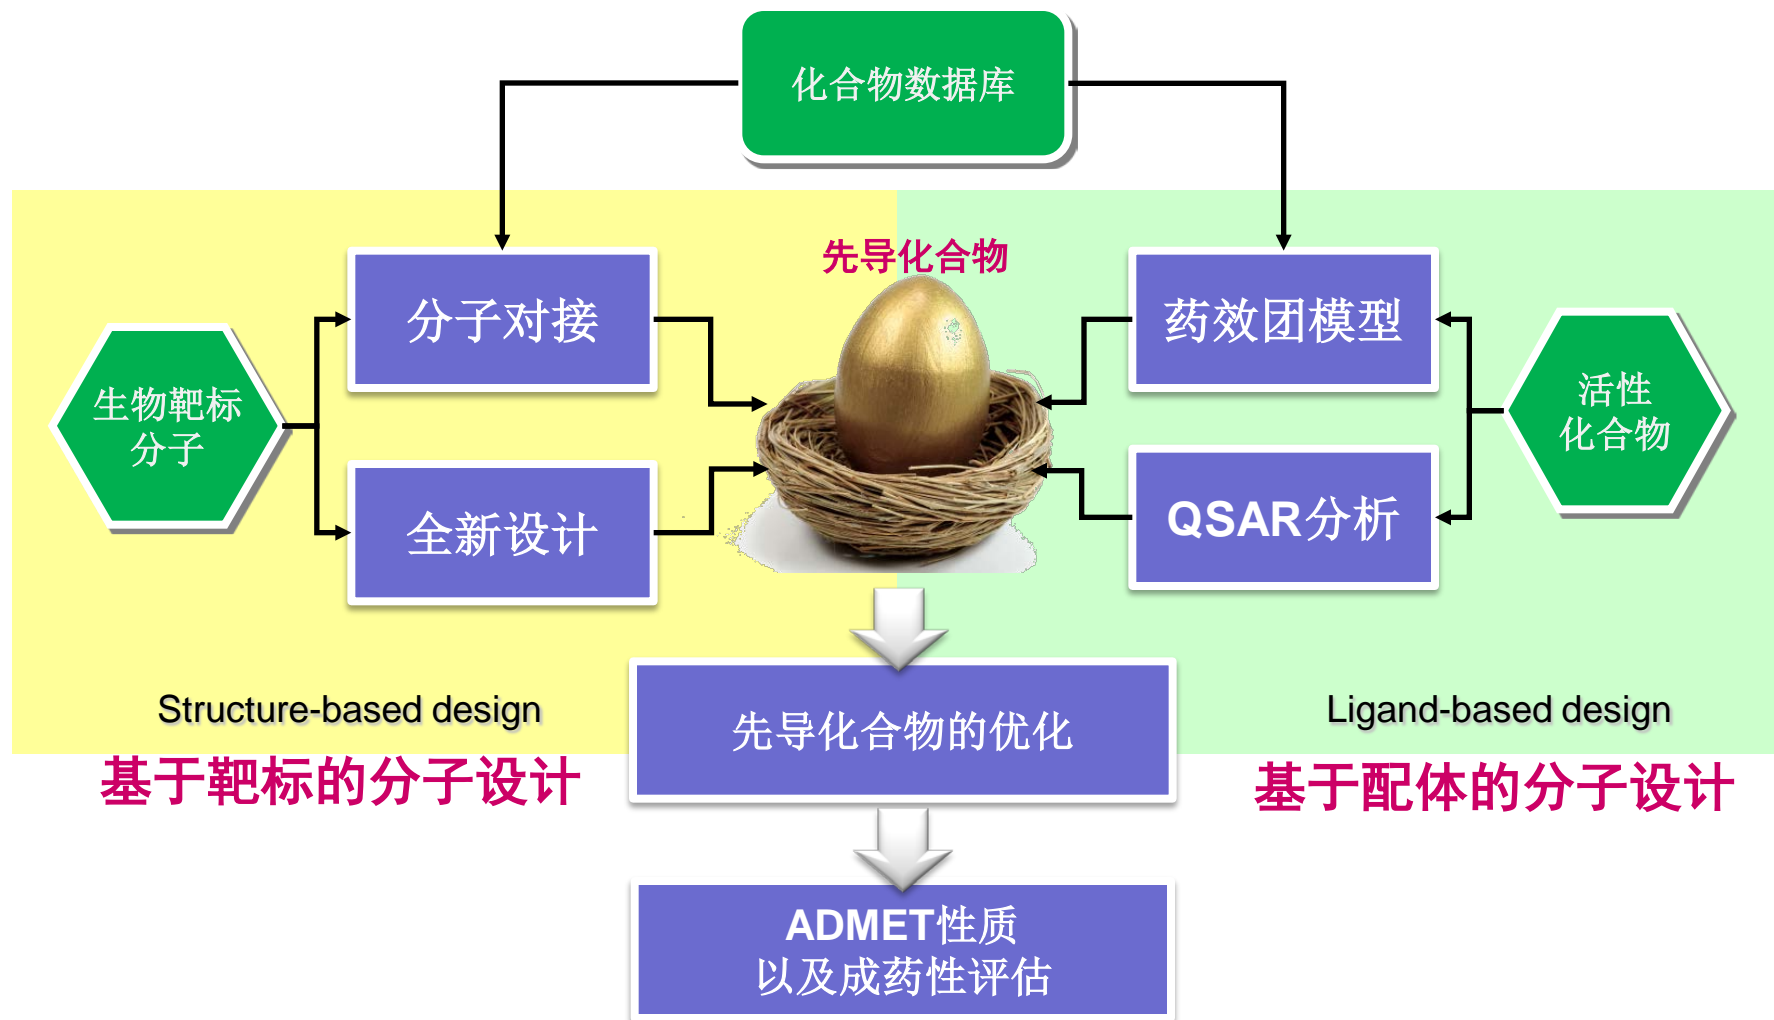 化合物数据库
先导化合物
分子对接
药效团模型
生物靶标
分子
活性
化合物
全新设计
QSAR分析
Structure-based design
基于靶标的分子设计
先导化合物的优化
Ligand-based design
基于配体的分子设计
ADMET性质
以及成药性评估